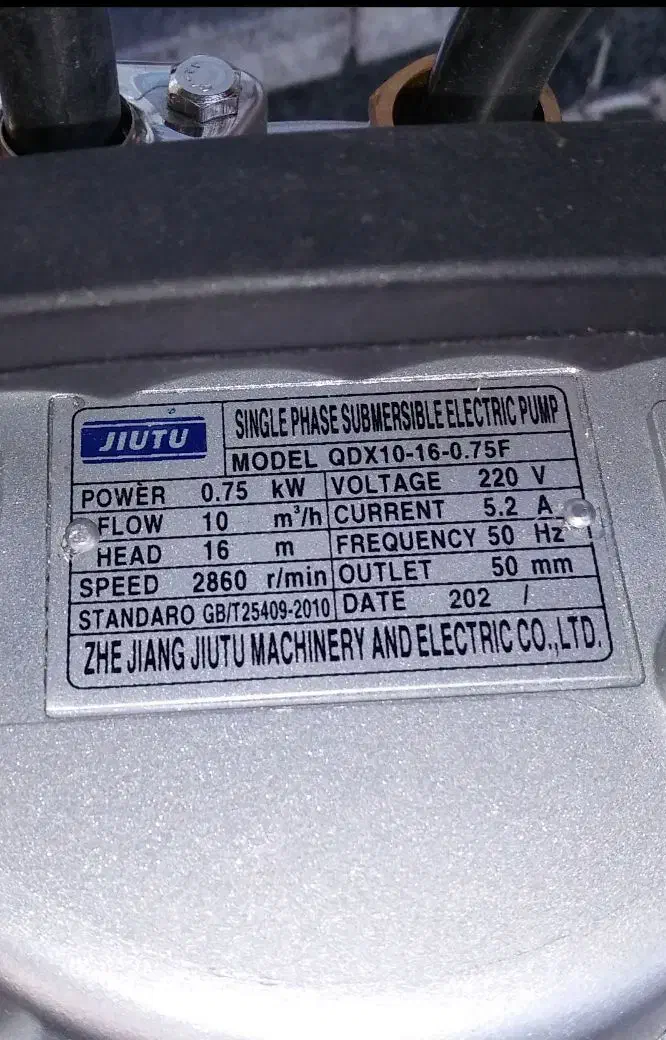 JIUTU
SINGLE PHASE SUBMERSIBLE ELECTRIC PUMP
MODEL QDX10-16-0.75F
POWER 0.75 kW VOLTAGE 220 V
FLOW 10 m³/h CURRENT 5.2 A
HEAD 16 m FREQUENCY 50 Hz
SPEED 2860 r/min OUTLET 50 mm
STANDARO GB/T25409-2010 DATE 202 /
ZHE JIANG JIUTU MACHINERY AND ELECTRIC CO.,LTD.